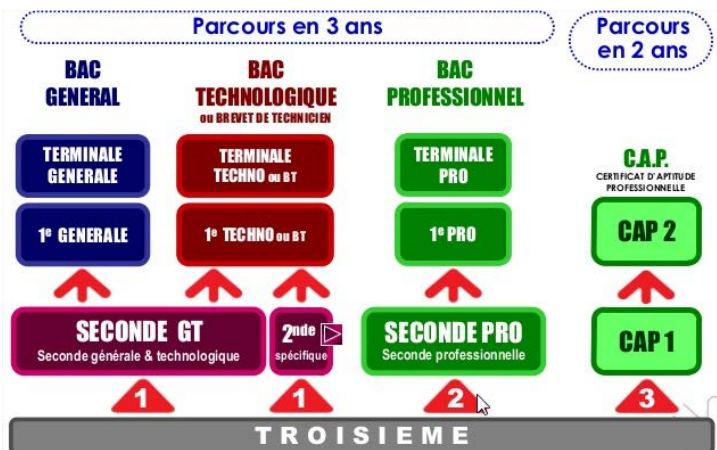 Parcours en 3 ans
Parcours
en 2 ans
BAC
GENERAL
BAC
TECHNOLOGIQUE
ou BREVET DE TECHNICIEN
BAC
PROFESSIONNEL
TERMINALE
GENERALE
TERMINALE
TECHNO ou BT
TERMINALE
PRO
C.A.P.
CERTIFICAT D'APTITUDE
PROFESSIONNELLE
1e GENERALE
1e TECHNO ou BT
1e PRO
CAP 2
SECONDE GT
Seconde générale & technologique
2nde
spécifique
SECONDE PRO
Seconde professionnelle
CAP 1
1
1
2
3
TROISIEME